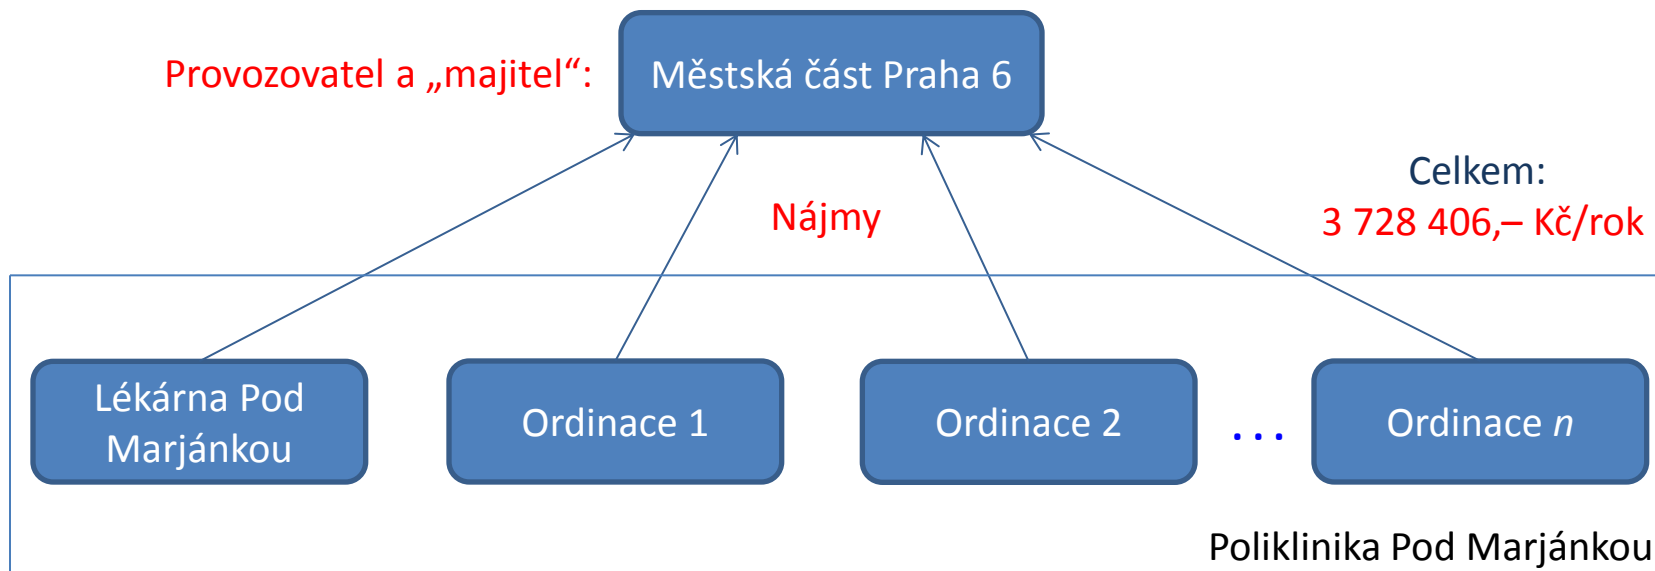 Provozovatel a „majitel“:
Městská část Praha 6
Celkem:
3 728 406,– Kč/rok
Nájmy
Lékárna Pod
Marjánkou
Ordinace 1
Ordinace 2
...
Ordinace n
Poliklinika Pod Marjánkou